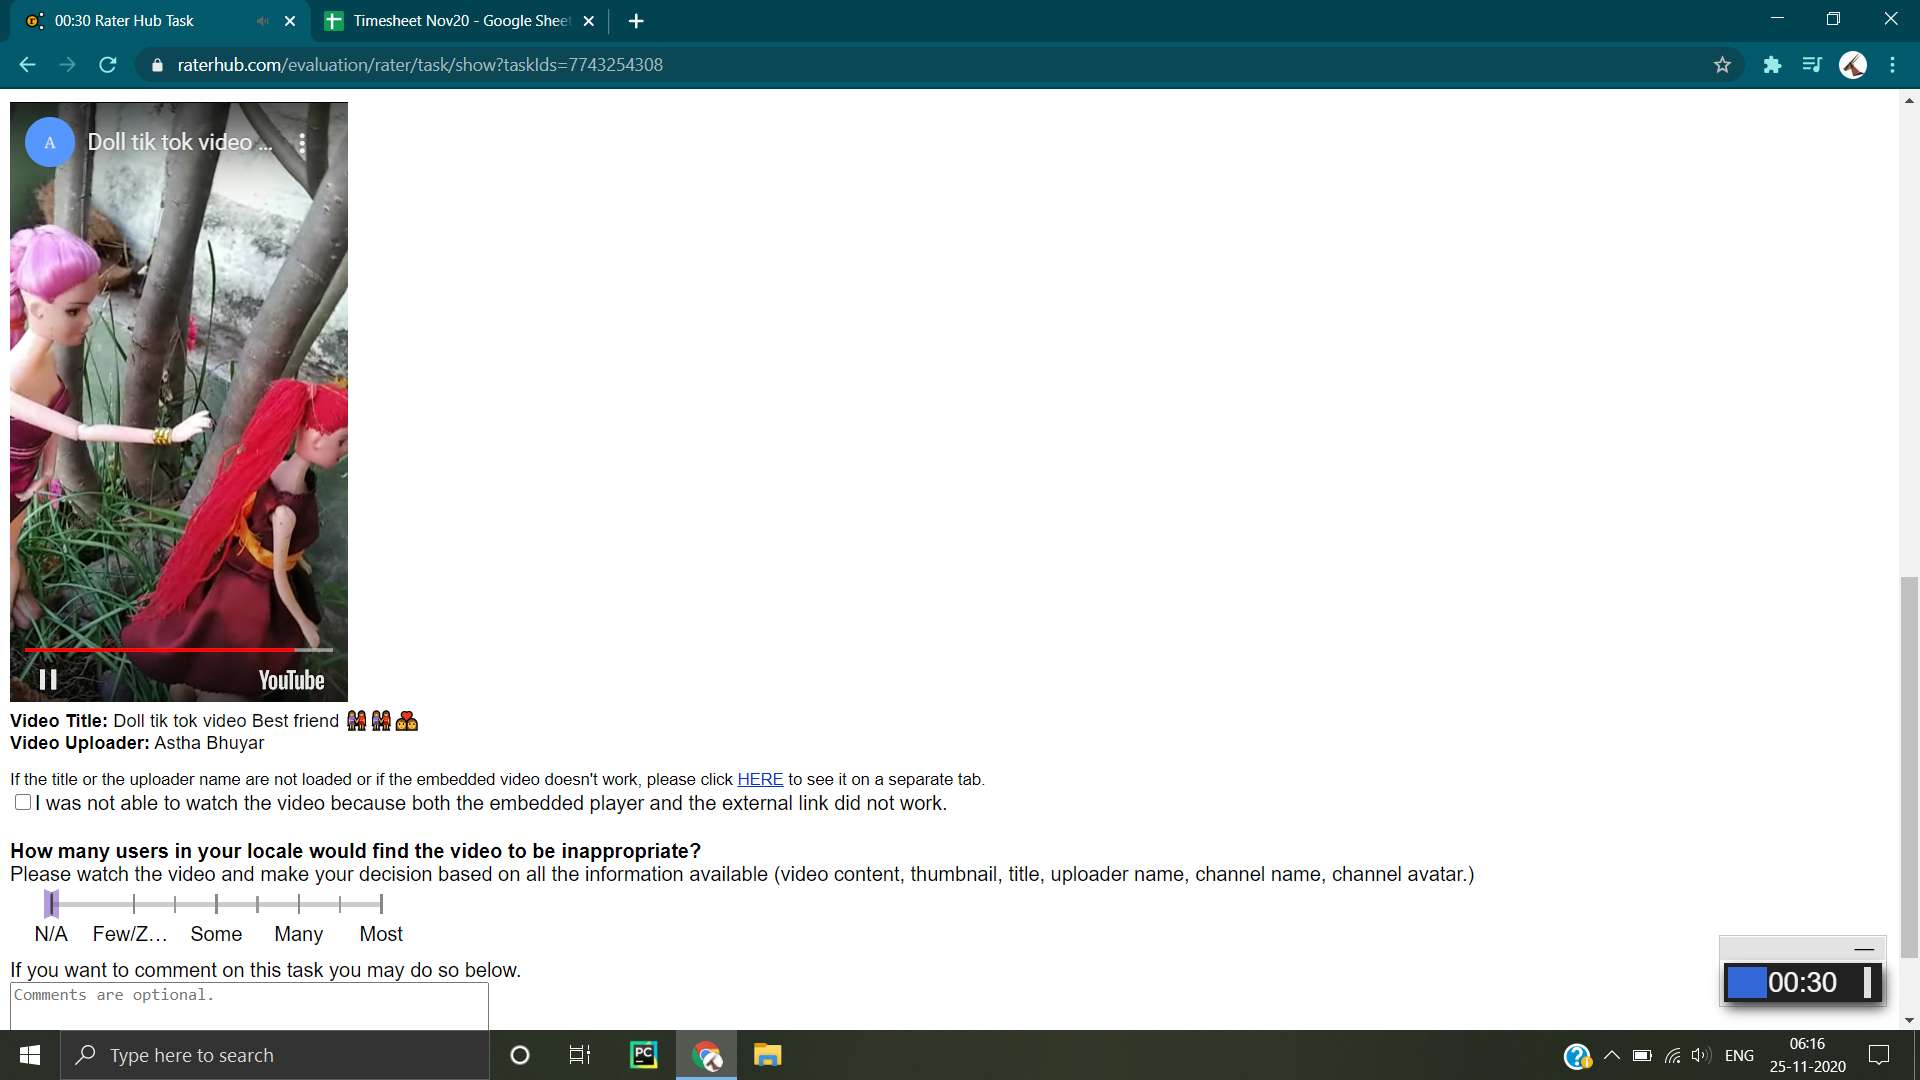 00:30 Rater Hub Task
Timesheet Nov20 - Google Sheet
raterhub.com/evaluation/rater/task/show?taskIds=7743254308
A
Doll tik tok video ...
YouTube
Video Title: Doll tik tok video Best friend 👭👭💑
Video Uploader: Astha Bhuyar
If the title or the uploader name are not loaded or if the embedded video doesn't work, please click HERE to see it on a separate tab.
I was not able to watch the video because both the embedded player and the external link did not work.
How many users in your locale would find the video to be inappropriate?
Please watch the video and make your decision based on all the information available (video content, thumbnail, title, uploader name, channel name, channel avatar.)
N/A Few/Z... Some Many Most
If you want to comment on this task you may do so below.
Comments are optional.
00:30
Type here to search
PC
ENG
06:16
25-11-2020